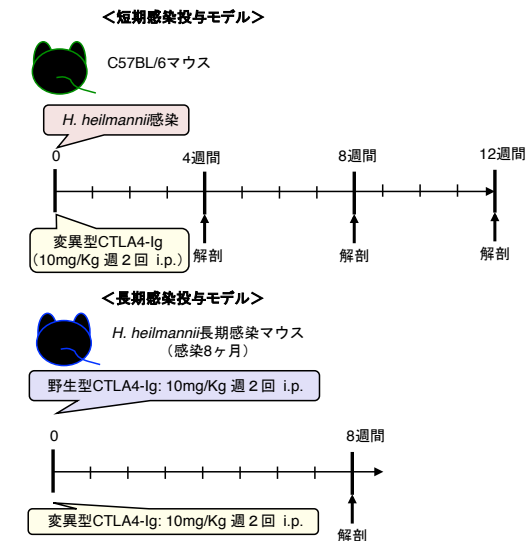 ＜短期感染投与モデル＞
C57BL/6マウス
H. heilmannii感染
0
4週間
8週間
12週間
変異型CTLA4-Ig
（10mg/Kg 週２回 i.p.）
解剖
解剖
解剖
＜長期感染投与モデル＞
H. heilmannii長期感染マウス
（感染8ヶ月）
野生型CTLA4-Ig: 10mg/Kg 週２回 i.p.
0
8週間
変異型CTLA4-Ig: 10mg/Kg 週２回 i.p.
解剖